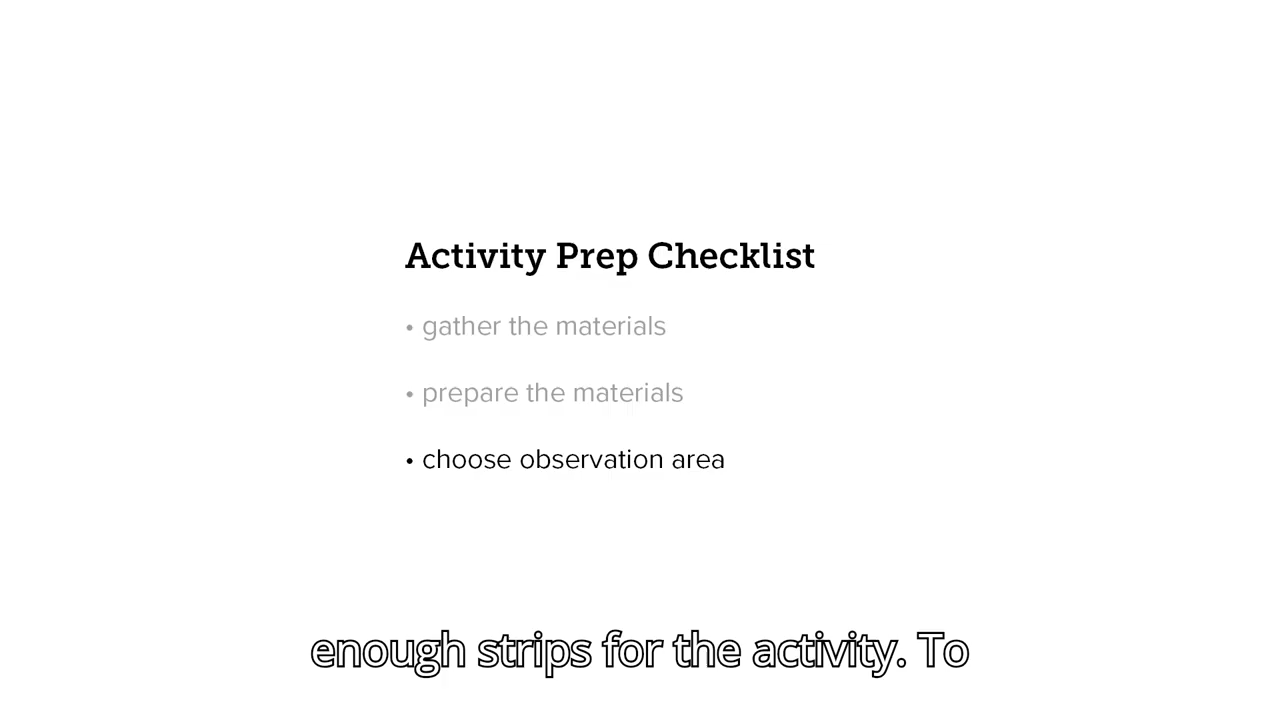 Activity Prep Checklist
• gather the materials
• prepare the materials
• choose observation area
enough strips for the activity. To